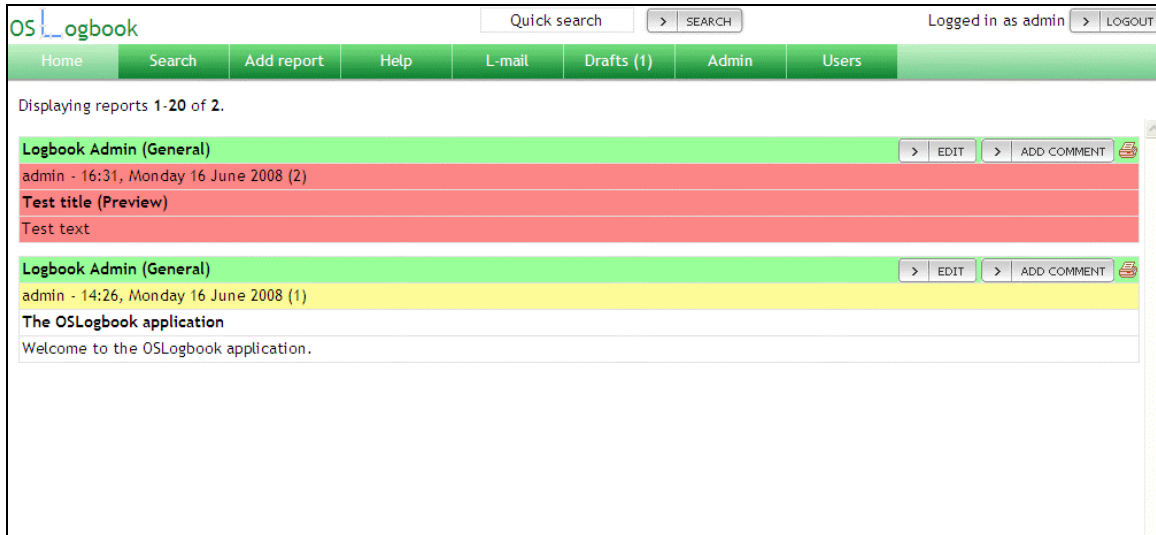 OS Logbook
Quick search > SEARCH Logged in as admin > LOGOUT
Home Search Add report Help L-mail Drafts (1) Admin Users
Displaying reports 1-20 of 2.
Logbook Admin (General) > EDIT > ADD COMMENT
admin - 16:31, Monday 16 June 2008 (2)
Test title (Preview)
Test text
Logbook Admin (General) > EDIT > ADD COMMENT
admin - 14:26, Monday 16 June 2008 (1)
The OSLogbook application
Welcome to the OSLogbook application.